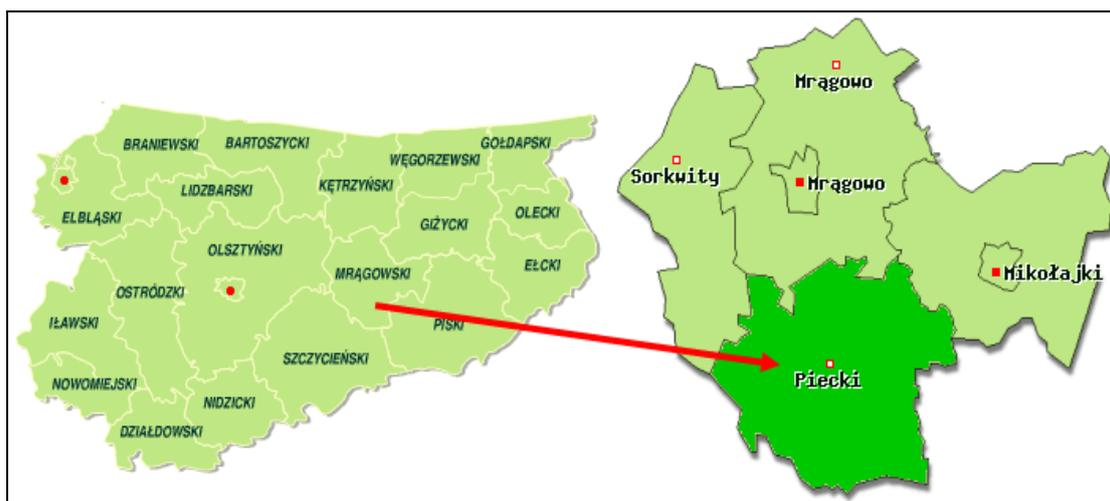 BRANIEWSKI
BARTOSZYCKI
GOŁDAPSKI
WĘGORZEWSKI
KĘTRZYŃSKI
LIDZBARSKI
ELBLĄSKI
OLECKI
GIŻYCKI
OLSZTYŃSKI
EŁCKI
MRĄGOWSKI
OSTRÓDZKI
IŁAWSKI
PISKI
SZCZYCIEŃSKI
NOWOMIEJSKI
NIDZICKI
DZIAŁDOWSKI
Mrągowo
Sorkwity
Mrągowo
Mikołajki
Piecki